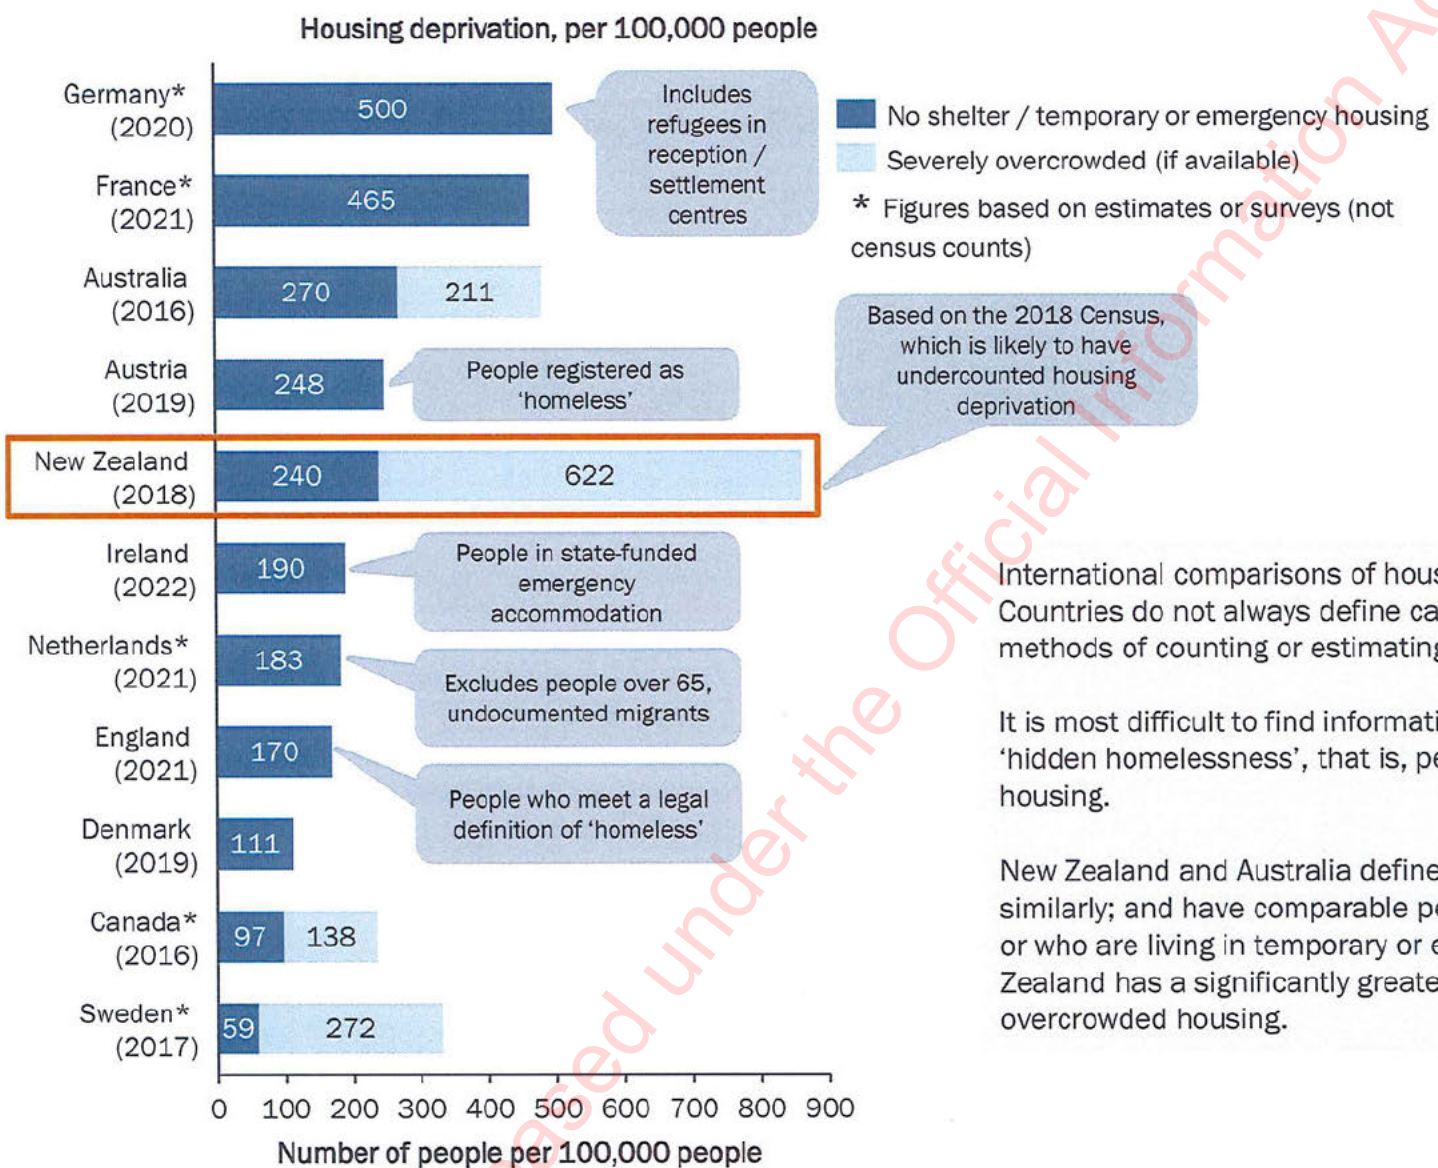 Housing deprivation, per 100,000 people
Germany*
(2020)
500
Includes
refugees in
reception /
settlement
centres
No shelter / temporary or emergency housing
Severely overcrowded (if available)
* Figures based on estimates or surveys (not
census counts)
France*
(2021)
465
Australia
(2016)
270
211
Based on the 2018 Census,
which is likely to have
undercounted housing
deprivation
Austria
(2019)
248
People registered as
'homeless'
New Zealand
(2018)
240
622
Ireland
(2022)
190
People in state-funded
emergency
accommodation
Netherlands*
(2021)
183
Excludes people over 65,
undocumented migrants
England
(2021)
170
People who meet a legal
definition of 'homeless'
Denmark
(2019)
111
Canada*
(2016)
97
138
Sweden*
(2017)
59
272
0 100 200 300 400 500 600 700 800 900
Number of people per 100,000 people
International comparisons of hous
Countries do not always define ca
methods of counting or estimating
It is most difficult to find informati
'hidden homelessness', that is, pe
housing.
New Zealand and Australia define
similarly; and have comparable pe
or who are living in temporary or e
Zealand has a significantly greate
overcrowded housing.
ased under the Official Information Ac